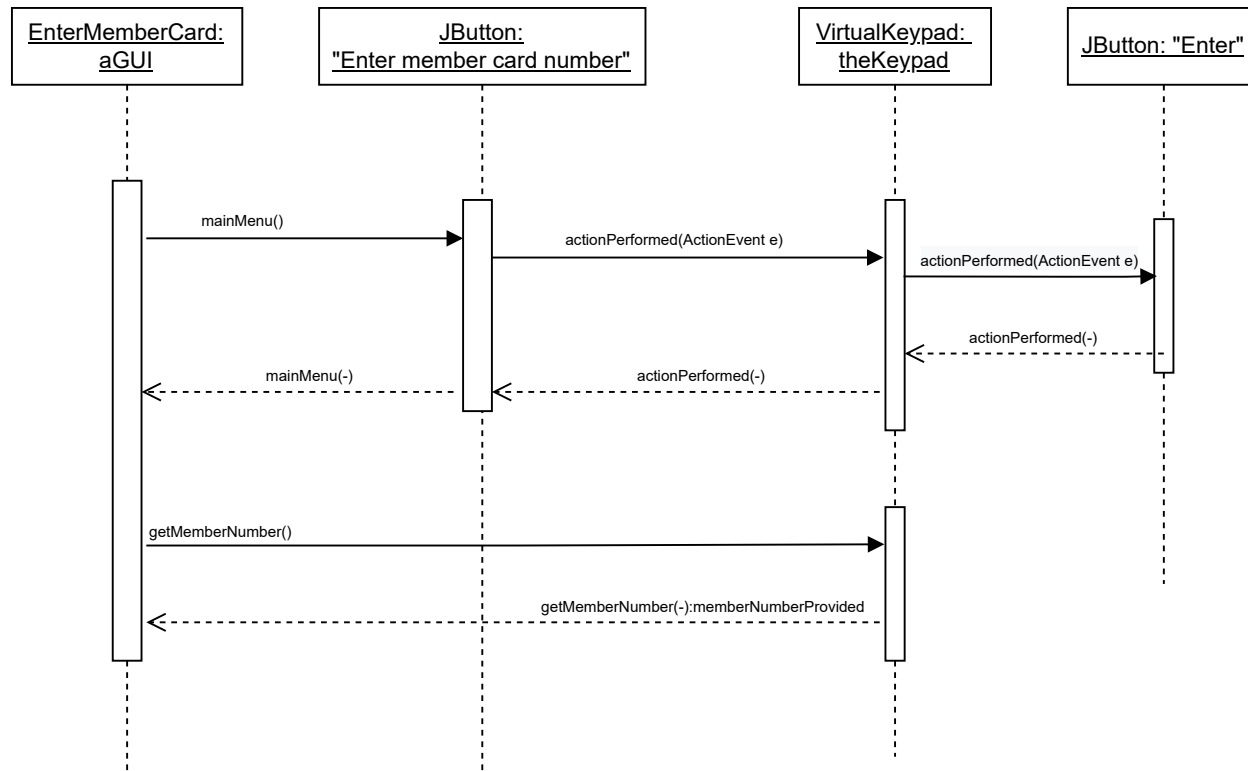 EnterMemberCard:
aGUI
JButton:
"Enter member card number"
VirtualKeypad:
theKeypad
JButton: "Enter"
mainMenu()
actionPerformed(ActionEvent e)
actionPerformed(ActionEvent e)
actionPerformed(-)
mainMenu(-)
actionPerformed(-)
getMemberNumber()
getMemberNumber(-):memberNumberProvided